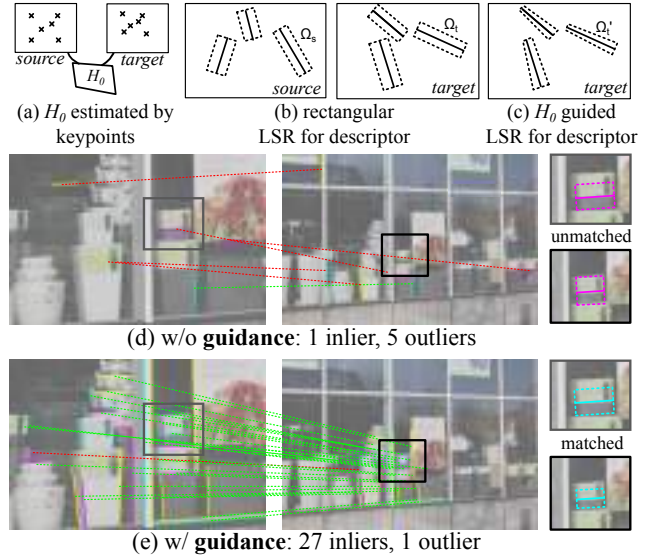 source
target
H₀
Ωₛ
source
Ωₜ
target
Ωₜ'
target
(a) H₀ estimated by
keypoints
(b) rectangular
LSR for descriptor
(c) H₀ guided
LSR for descriptor
unmatched
(d) w/o guidance: 1 inlier, 5 outliers
matched
(e) w/ guidance: 27 inliers, 1 outlier